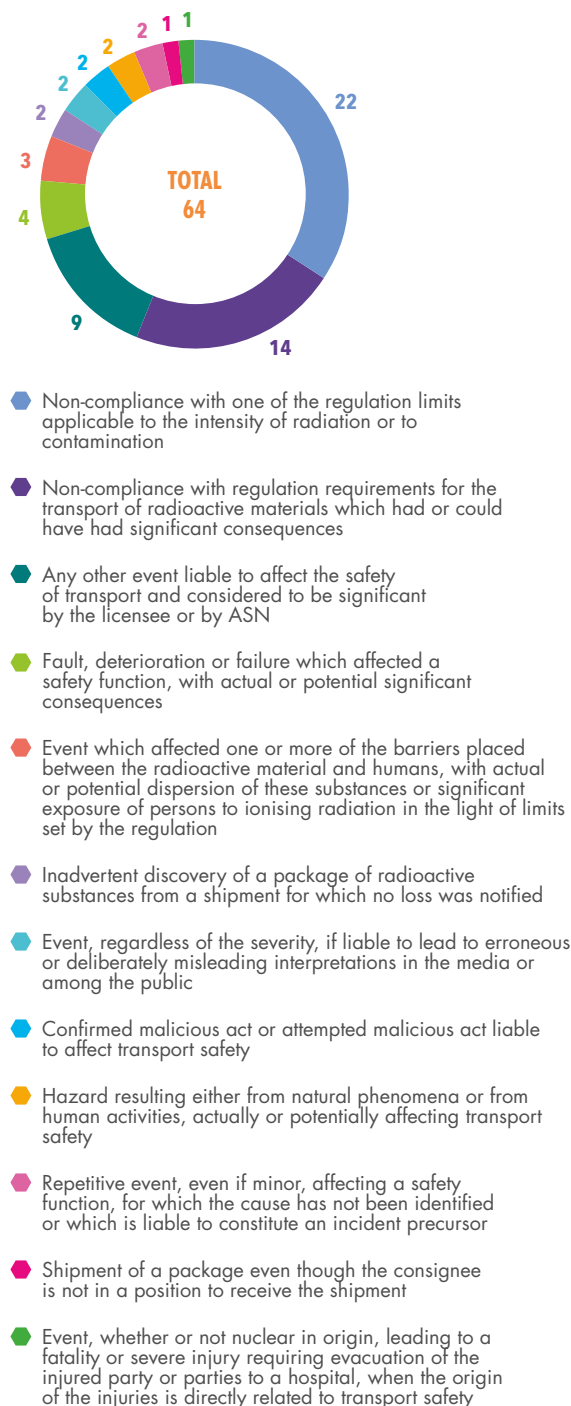 2
1
1
2
2
2
2
3
4
9
14
22
TOTAL
64
Non-compliance with one of the regulation limits
applicable to the intensity of radiation or to
contamination
Non-compliance with regulation requirements for the
transport of radioactive materials which had or could
have had significant consequences
Any other event liable to affect the safety
of transport and considered to be significant
by the licensee or by ASN
Fault, deterioration or failure which affected a
safety function, with actual or potential significant
consequences
Event which affected one or more of the barriers placed
between the radioactive material and humans, with actual
or potential dispersion of these substances or significant
exposure of persons to ionising radiation in the light of limits
set by the regulation
Inadvertent discovery of a package of radioactive
substances from a shipment for which no loss was notified
Event, regardless of the severity, if liable to lead to erroneous
or deliberately misleading interpretations in the media or
among the public
Confirmed malicious act or attempted malicious act liable
to affect transport safety
Hazard resulting either from natural phenomena or from
human activities, actually or potentially affecting transport
safety
Repetitive event, even if minor, affecting a safety
function, for which the cause has not been identified
or which is liable to constitute an incident precursor
Shipment of a package even though the consignee
is not in a position to receive the shipment
Event, whether or not nuclear in origin, leading to a
fatality or severe injury requiring evacuation of the
injured party or parties to a hospital, when the origin
of the injuries is directly related to transport safety